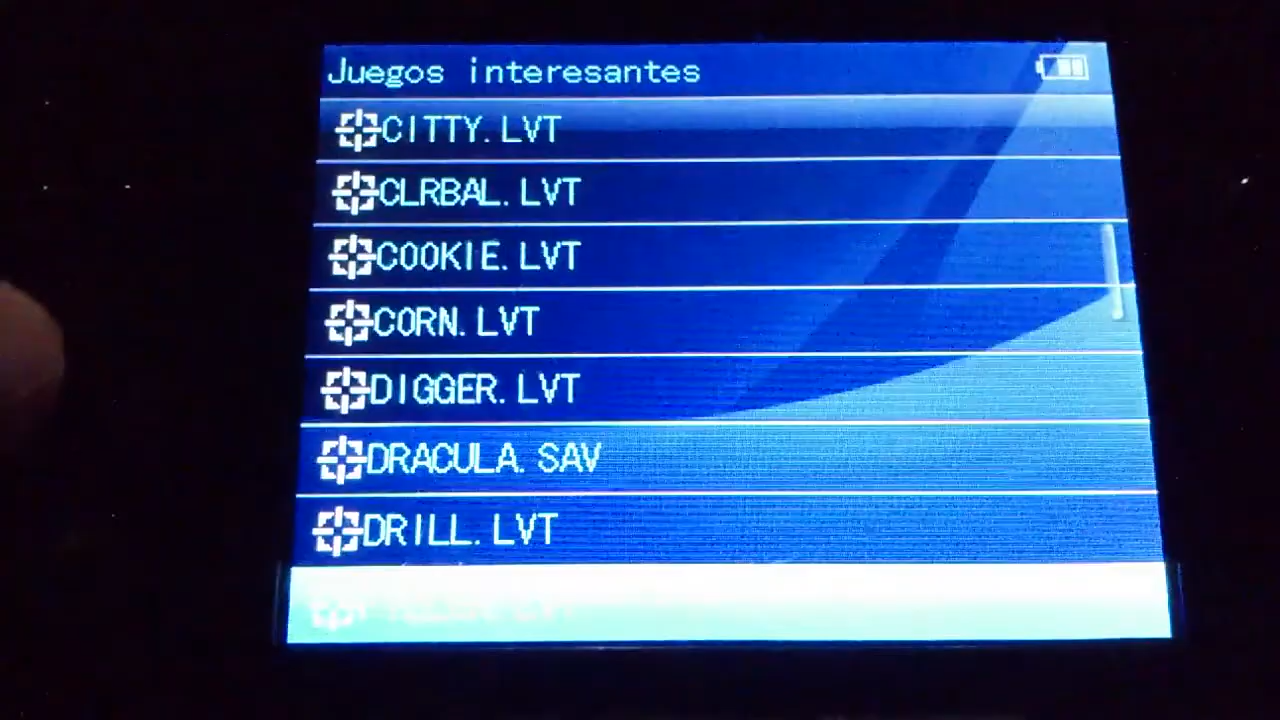 Juegos interesantes
CITTY.LVT
CLRBAL.LVT
COOKIE.LVT
CORN.LVT
DIGGER.LVT
DRACULA.SAV
DRILL.LVT